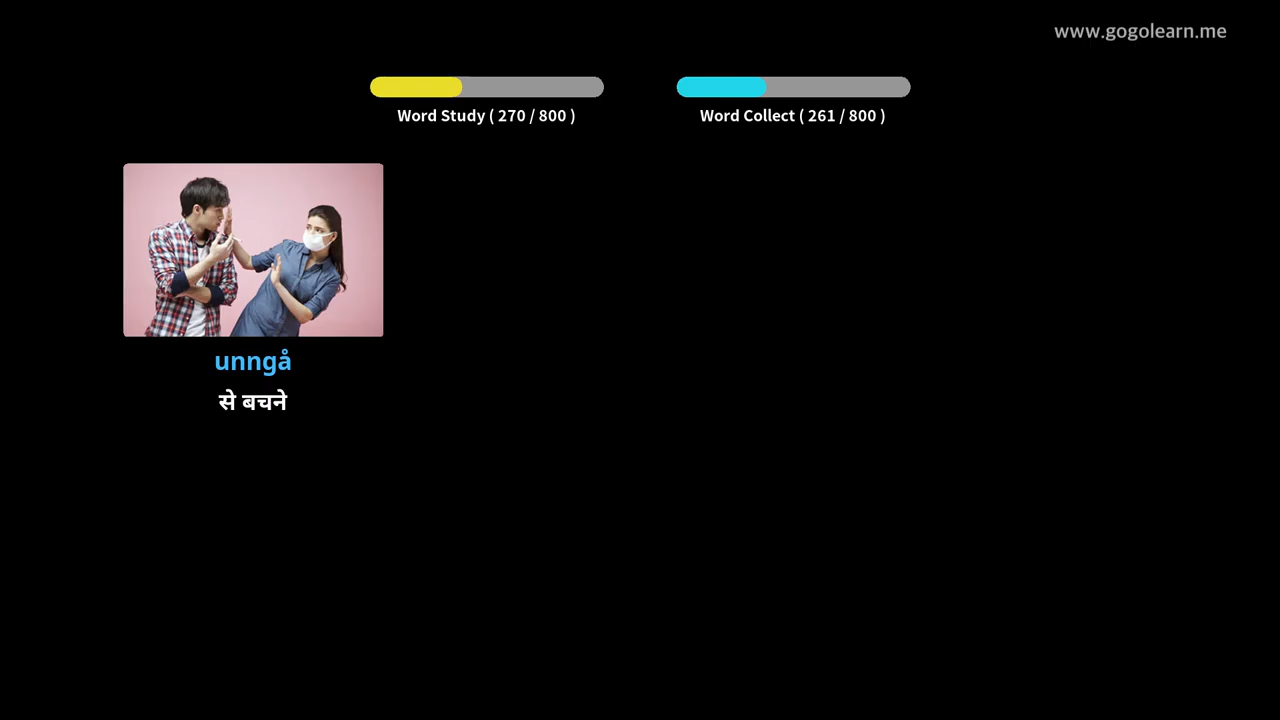 www.gogolearn.me
Word Study ( 270 / 800 )
Word Collect ( 261 / 800 )
unngå
से बचने